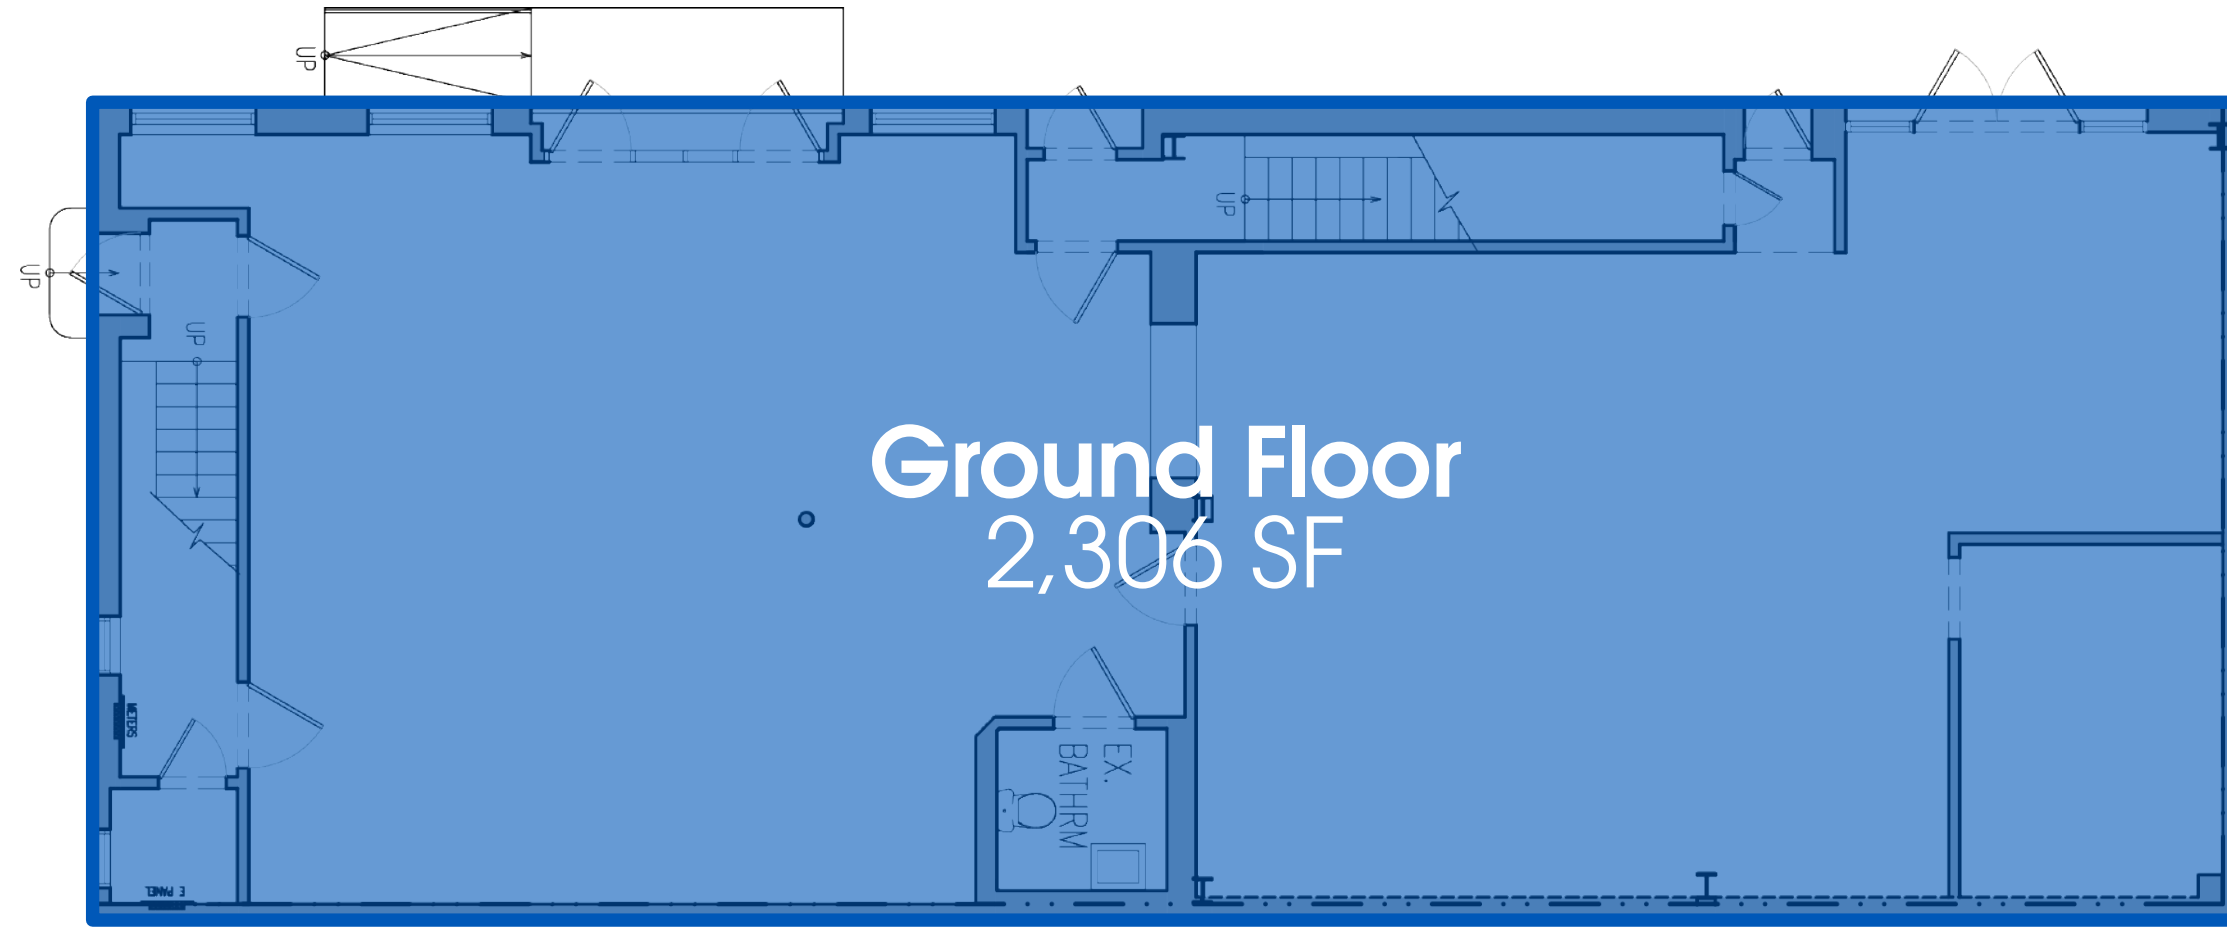 UP
UP
UP
UP
Ground Floor
2,306 SF
METERS
EX.
BATHRM
E PANEL